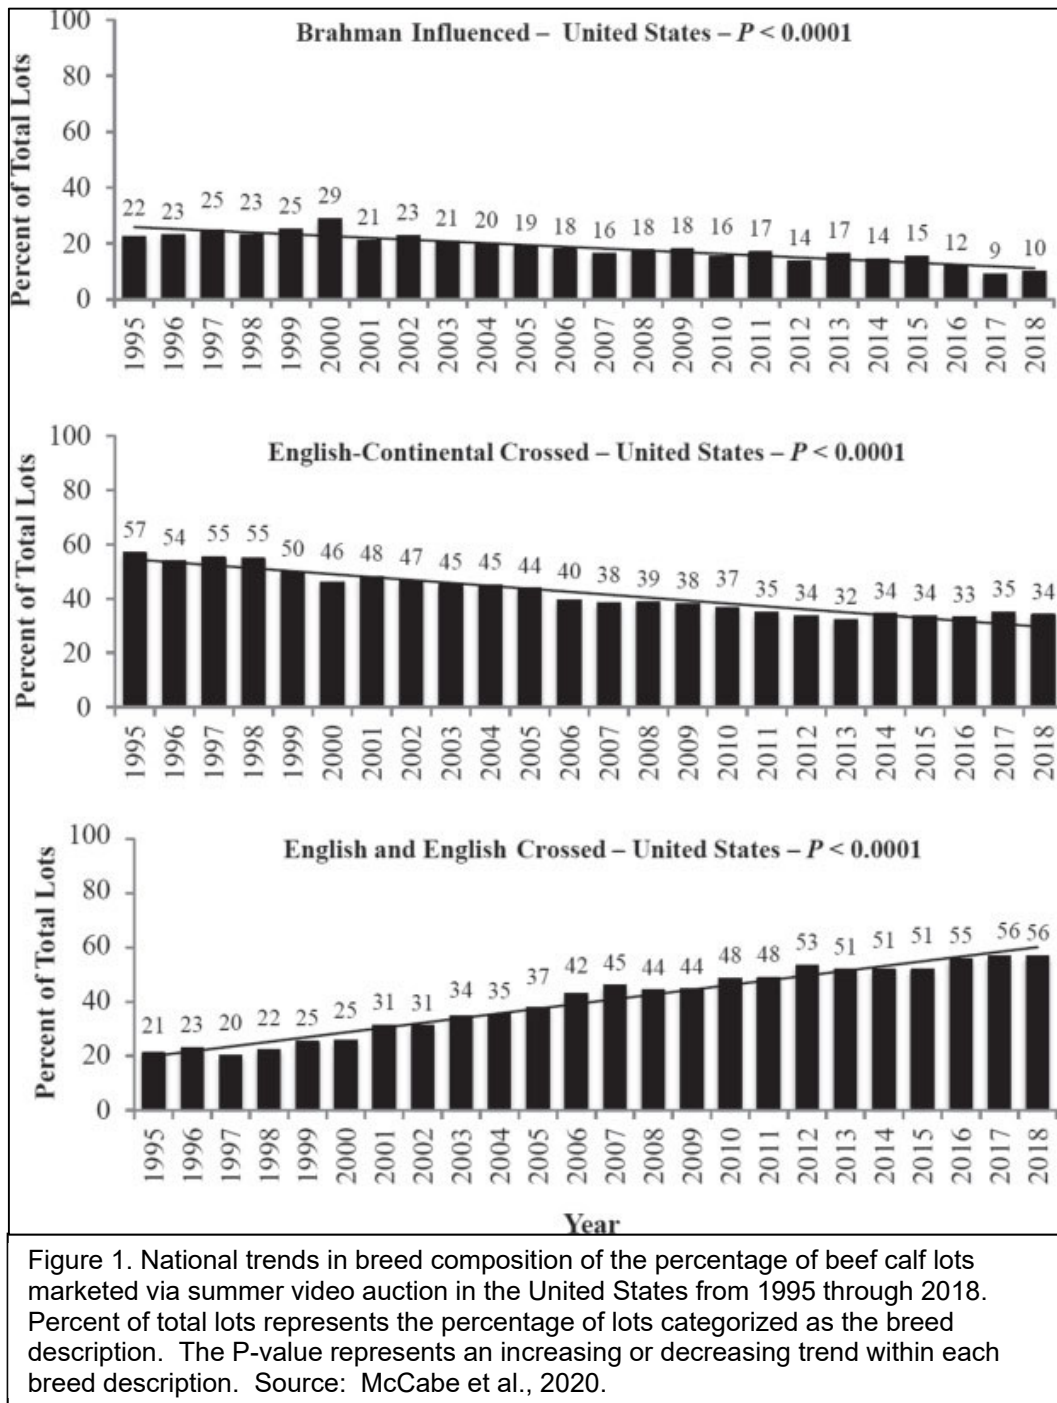 Brahman Influenced – United States – P < 0.0001
Percent of Total Lots
100
80
60
40
20
0
22 23 25 23 25 29 21 23 21 20 19 18 16 18 18 16 17 14 17 14 15 12 9 10
1995 1996 1997 1998 1999 2000 2001 2002 2003 2004 2005 2006 2007 2008 2009 2010 2011 2012 2013 2014 2015 2016 2017 2018
English-Continental Crossed – United States – P < 0.0001
Percent of Total Lots
100
80
60
40
20
0
57 54 55 55 50 46 48 47 45 45 44 40 38 39 38 37 35 34 32 34 34 33 35 34
1995 1996 1997 1998 1999 2000 2001 2002 2003 2004 2005 2006 2007 2008 2009 2010 2011 2012 2013 2014 2015 2016 2017 2018
English and English Crossed – United States – P < 0.0001
Percent of Total Lots
100
80
60
40
20
0
21 23 20 22 25 25 31 31 34 35 37 42 45 44 44 48 48 53 51 51 51 55 56 56
1995 1996 1997 1998 1999 2000 2001 2002 2003 2004 2005 2006 2007 2008 2009 2010 2011 2012 2013 2014 2015 2016 2017 2018
Year
Figure 1. National trends in breed composition of the percentage of beef calf lots
marketed via summer video auction in the United States from 1995 through 2018.
Percent of total lots represents the percentage of lots categorized as the breed
description. The P-value represents an increasing or decreasing trend within each
breed description. Source: McCabe et al., 2020.